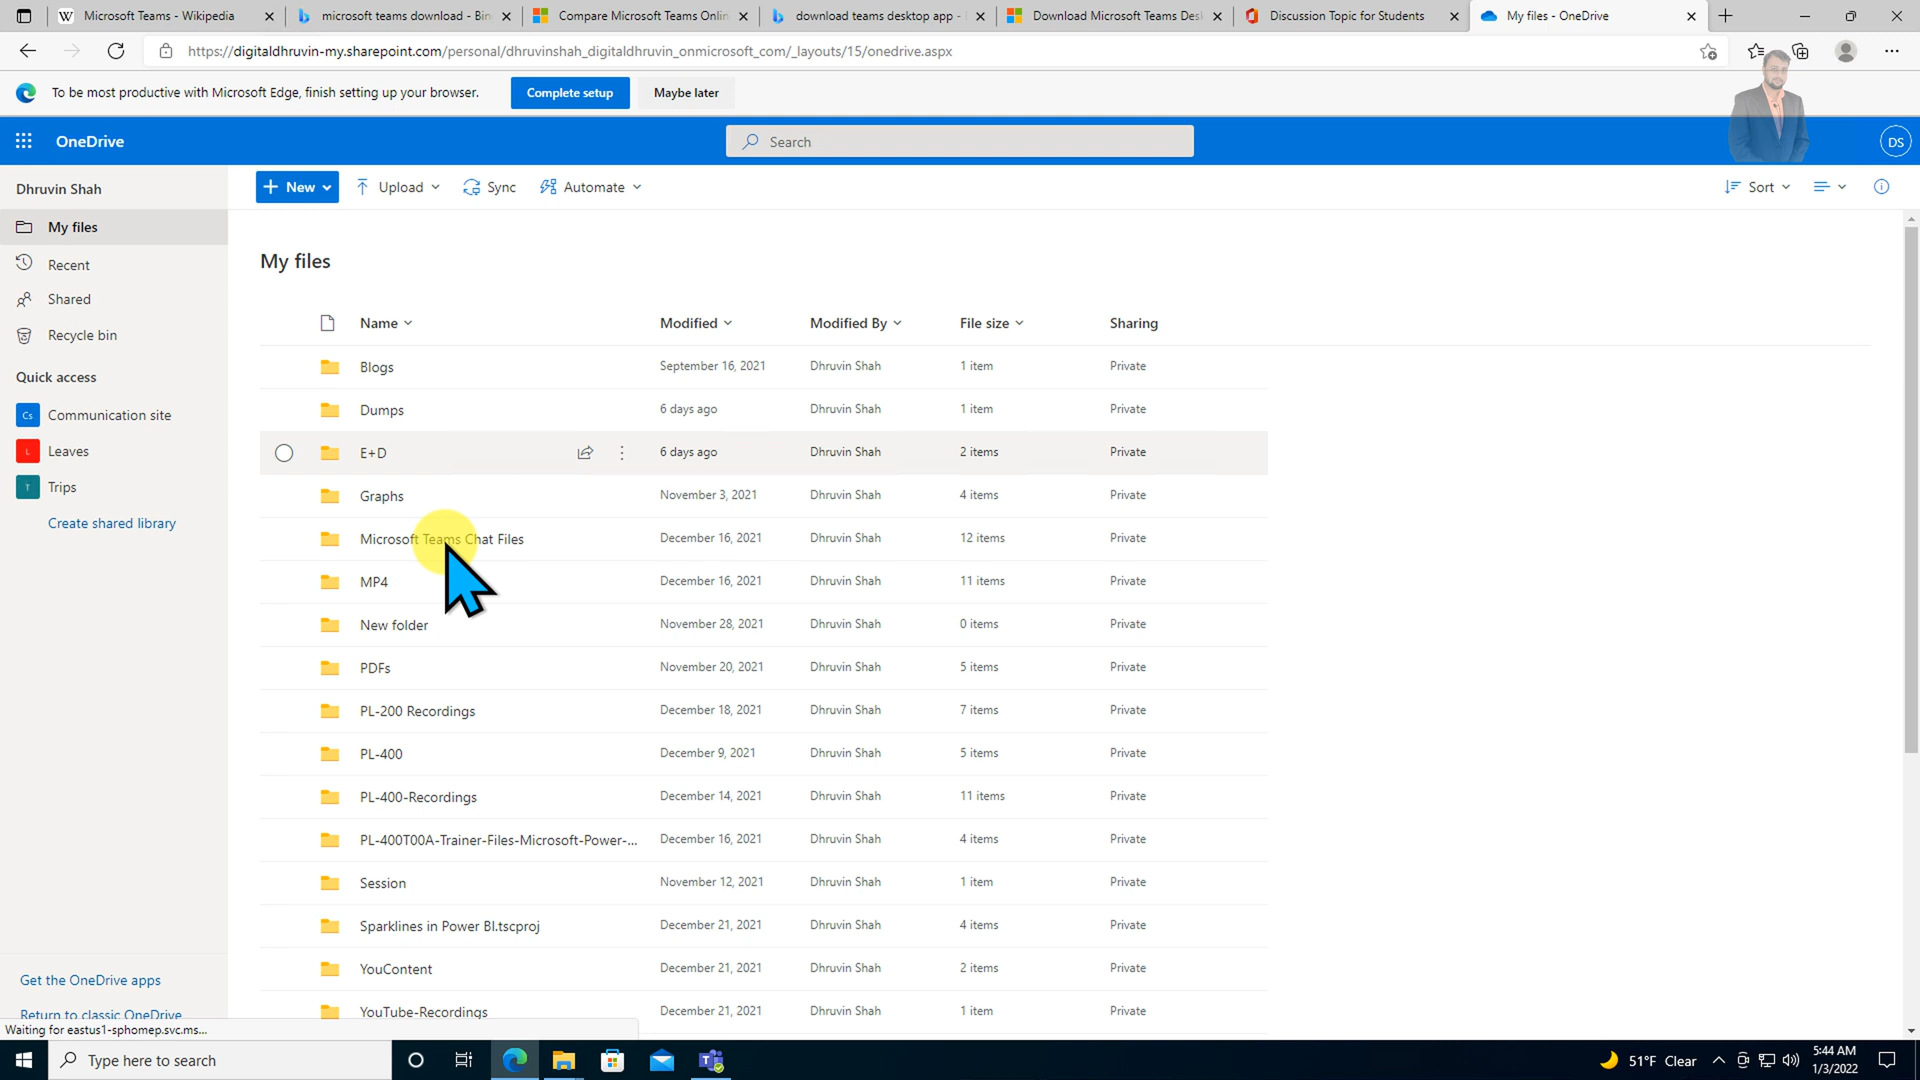 Microsoft Teams - Wikipedia
microsoft teams download - Bin
Compare Microsoft Teams Onlin
download teams desktop app -
Download Microsoft Teams Desk
Discussion Topic for Students
My files - OneDrive
https://digitaldhruvin-my.sharepoint.com/personal/dhruvinshah_digitaldhruvin_onmicrosoft_com/_layouts/15/onedrive.aspx
To be most productive with Microsoft Edge, finish setting up your browser.
Complete setup
Maybe later
OneDrive
Search
DS
Dhruvin Shah
New
Upload
Sync
Automate
Sort
My files
Recent
Shared
Recycle bin
Quick access
Cs Communication site
L Leaves
T Trips
Create shared library
Get the OneDrive apps
Return to classic OneDrive
My files
Name Modified Modified By File size Sharing
Blogs September 16, 2021 Dhruvin Shah 1 item Private
Dumps 6 days ago Dhruvin Shah 1 item Private
E+D 6 days ago Dhruvin Shah 2 items Private
Graphs November 3, 2021 Dhruvin Shah 4 items Private
Microsoft Teams Chat Files December 16, 2021 Dhruvin Shah 12 items Private
MP4 December 16, 2021 Dhruvin Shah 11 items Private
New folder November 28, 2021 Dhruvin Shah 0 items Private
PDFs November 20, 2021 Dhruvin Shah 5 items Private
PL-200 Recordings December 18, 2021 Dhruvin Shah 7 items Private
PL-400 December 9, 2021 Dhruvin Shah 5 items Private
PL-400-Recordings December 14, 2021 Dhruvin Shah 11 items Private
PL-400T00A-Trainer-Files-Microsoft-Power-... December 16, 2021 Dhruvin Shah 4 items Private
Session November 12, 2021 Dhruvin Shah 1 item Private
Sparklines in Power BI.tscproj December 21, 2021 Dhruvin Shah 4 items Private
YouContent December 21, 2021 Dhruvin Shah 2 items Private
YouTube-Recordings December 21, 2021 Dhruvin Shah 1 item Private
Waiting for eastus1-sphomep.svc.ms...
Type here to search
51°F Clear
5:44 AM
1/3/2022